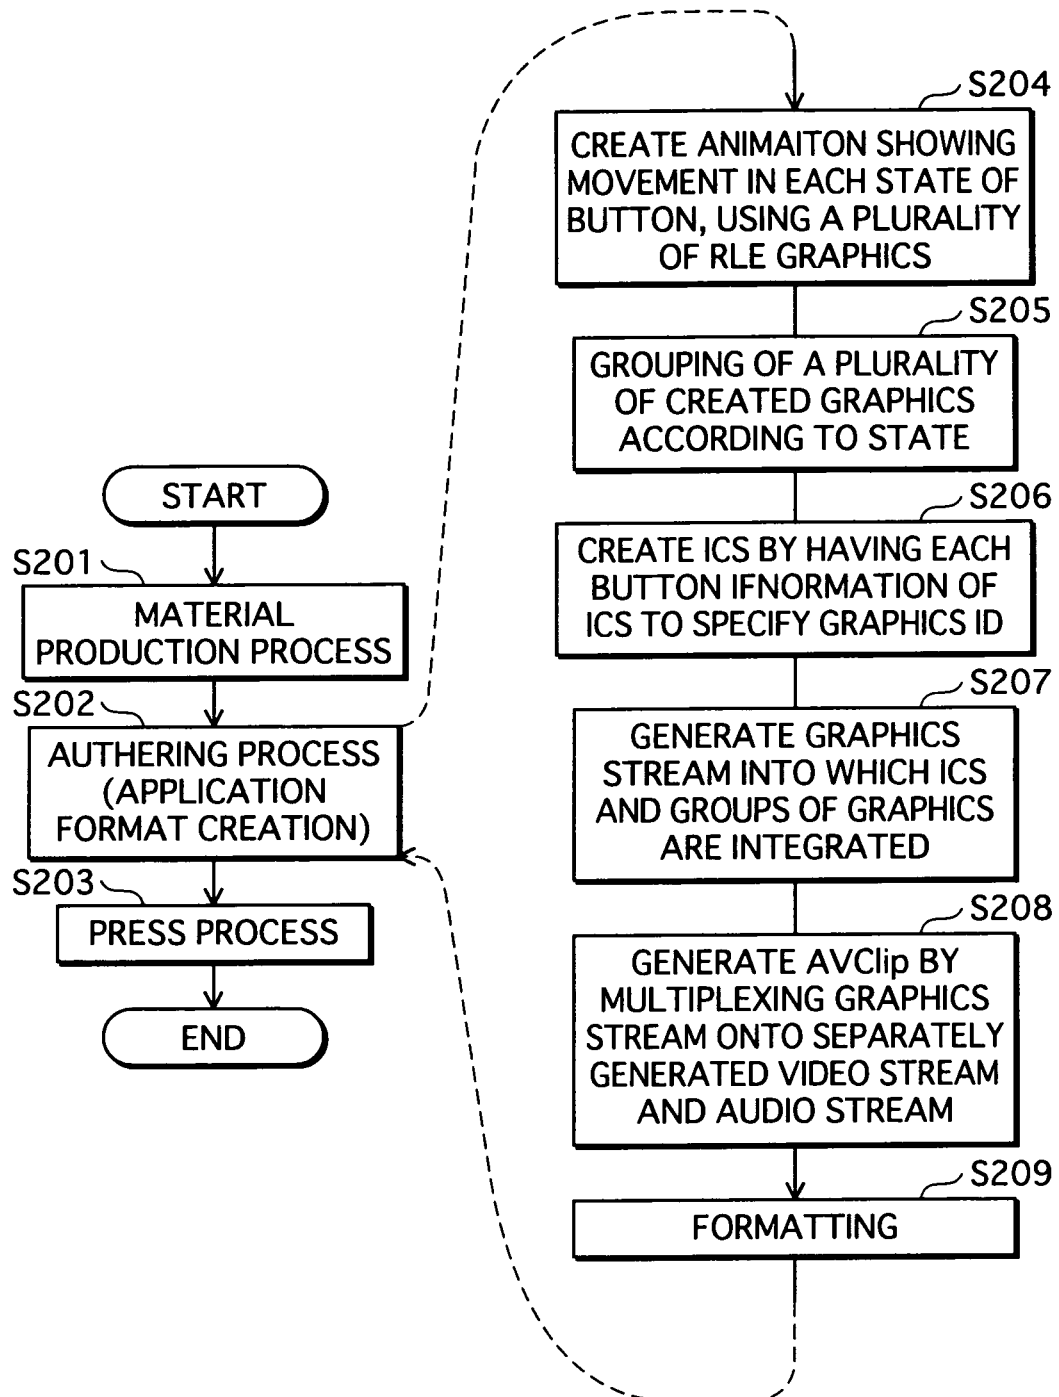 START
S201
MATERIAL
PRODUCTION PROCESS
S202
AUTHERING PROCESS
(APPLICATION
FORMAT CREATION)
S203
PRESS PROCESS
END
S204
CREATE ANIMAITON SHOWING
MOVEMENT IN EACH STATE OF
BUTTON, USING A PLURALITY
OF RLE GRAPHICS
S205
GROUPING OF A PLURALITY
OF CREATED GRAPHICS
ACCORDING TO STATE
S206
CREATE ICS BY HAVING EACH
BUTTON IFNORMATION OF
ICS TO SPECIFY GRAPHICS ID
S207
GENERATE GRAPHICS
STREAM INTO WHICH ICS
AND GROUPS OF GRAPHICS
ARE INTEGRATED
S208
GENERATE AVClip BY
MULTIPLEXING GRAPHICS
STREAM ONTO SEPARATELY
GENERATED VIDEO STREAM
AND AUDIO STREAM
S209
FORMATTING